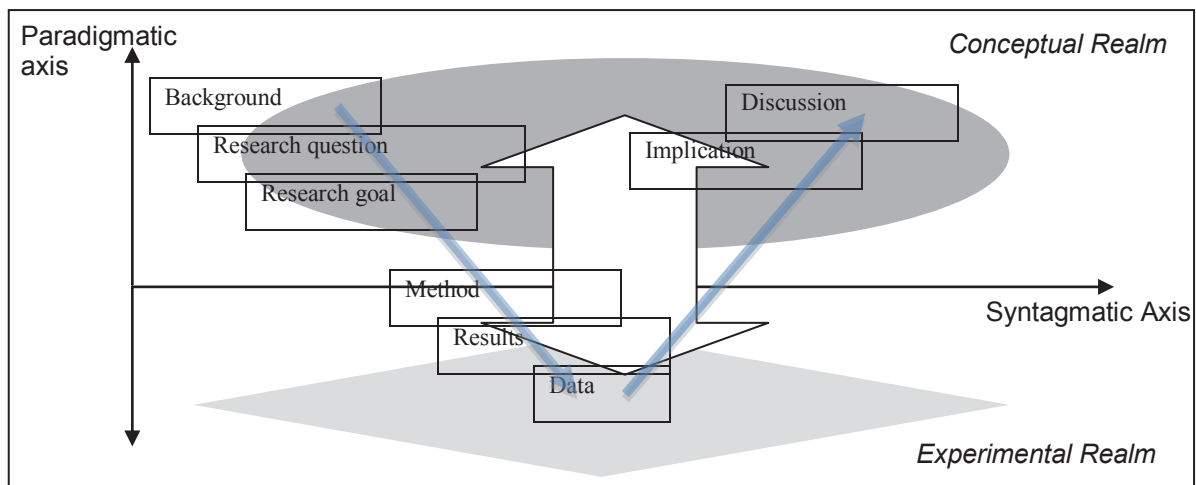 Paradigmatic
axis
Conceptual Realm
Background
Discussion
Research question
Implication
Research goal
Method
Syntagmatic Axis
Results
Data
Experimental Realm